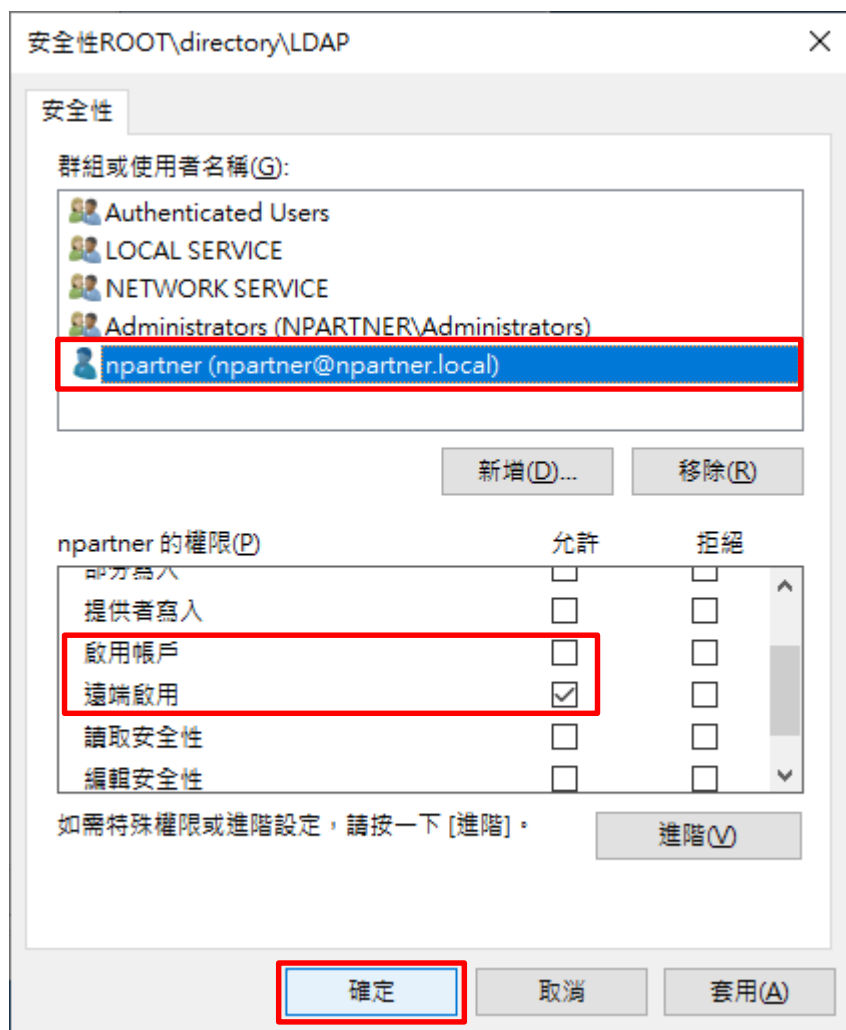 安全性ROOT\directory\LDAP
安全性
群組或使用者名稱(G):
Authenticated Users
LOCAL SERVICE
NETWORK SERVICE
Administrators (NPARTNER\Administrators)
npartner (npartner@npartner.local)
新增(D)... 移除(R)
npartner 的權限(P) 允許 拒絕
部分寫入
提供者寫入
啟用帳戶
遠端啟用
讀取安全性
編輯安全性
如需特殊權限或進階設定，請按一下 [進階]。 進階(V)
確定 取消 套用(A)